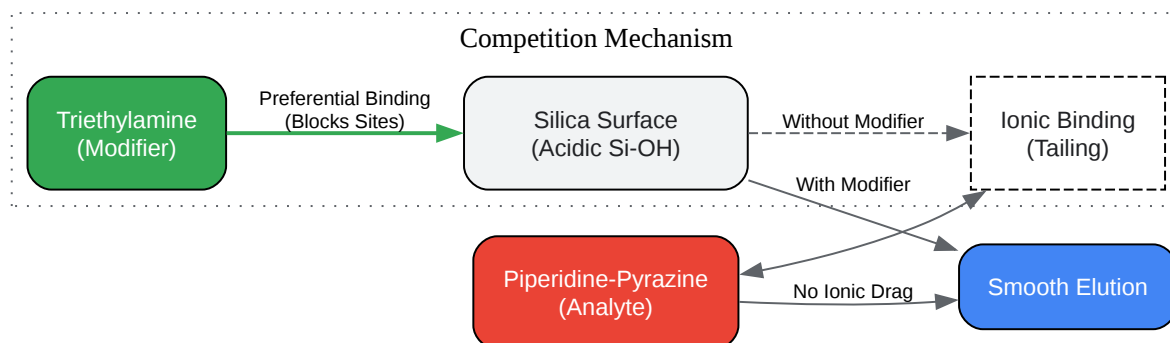 Competition Mechanism
Triethylamine
(Modifier)
Preferential Binding
(Blocks Sites)
Silica Surface
(Acidic Si-OH)
Without Modifier
Ionic Binding
(Tailing)
With Modifier
Piperidine-Pyrazine
(Analyte)
No Ionic Drag
Smooth Elution